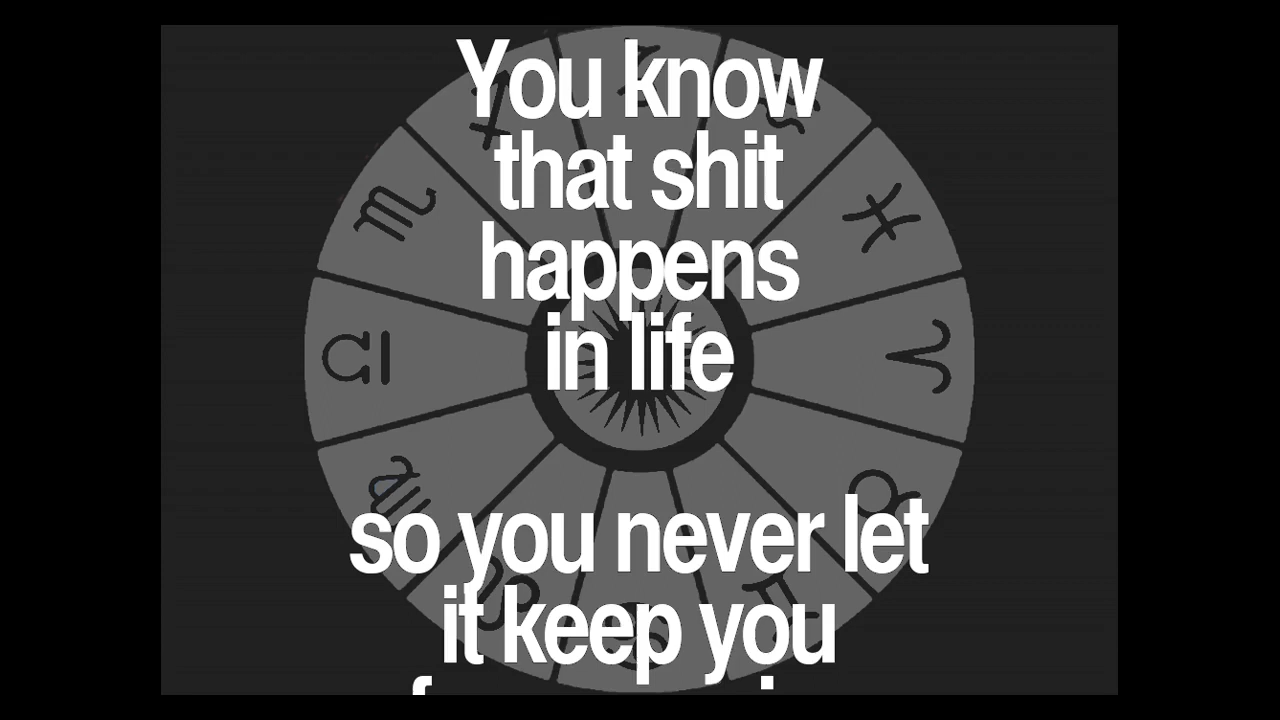 You know
that shit
happens
in life
so you never let
it keep you